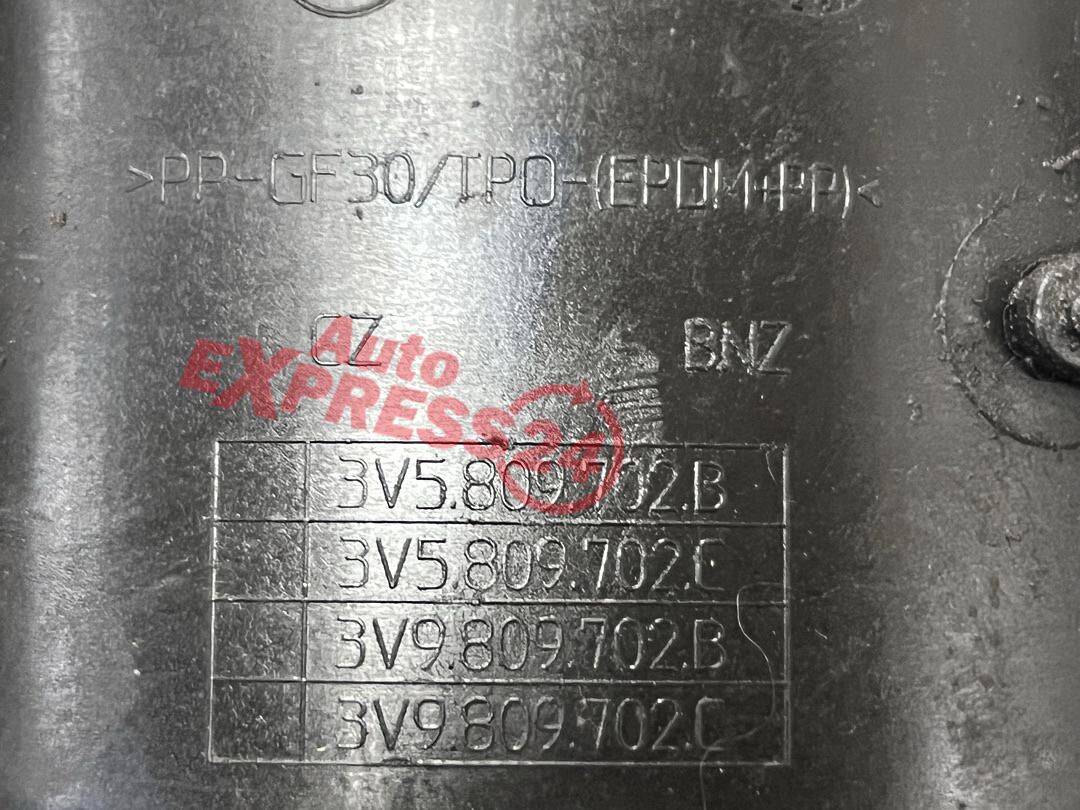 >PP-GF30/TPO-(EPDM+PP)<
CZ BNZ
Auto
EXPRESS24
3V5.809.702.B
3V5.809.702.C
3V9.809.702.B
3V9.809.702.C